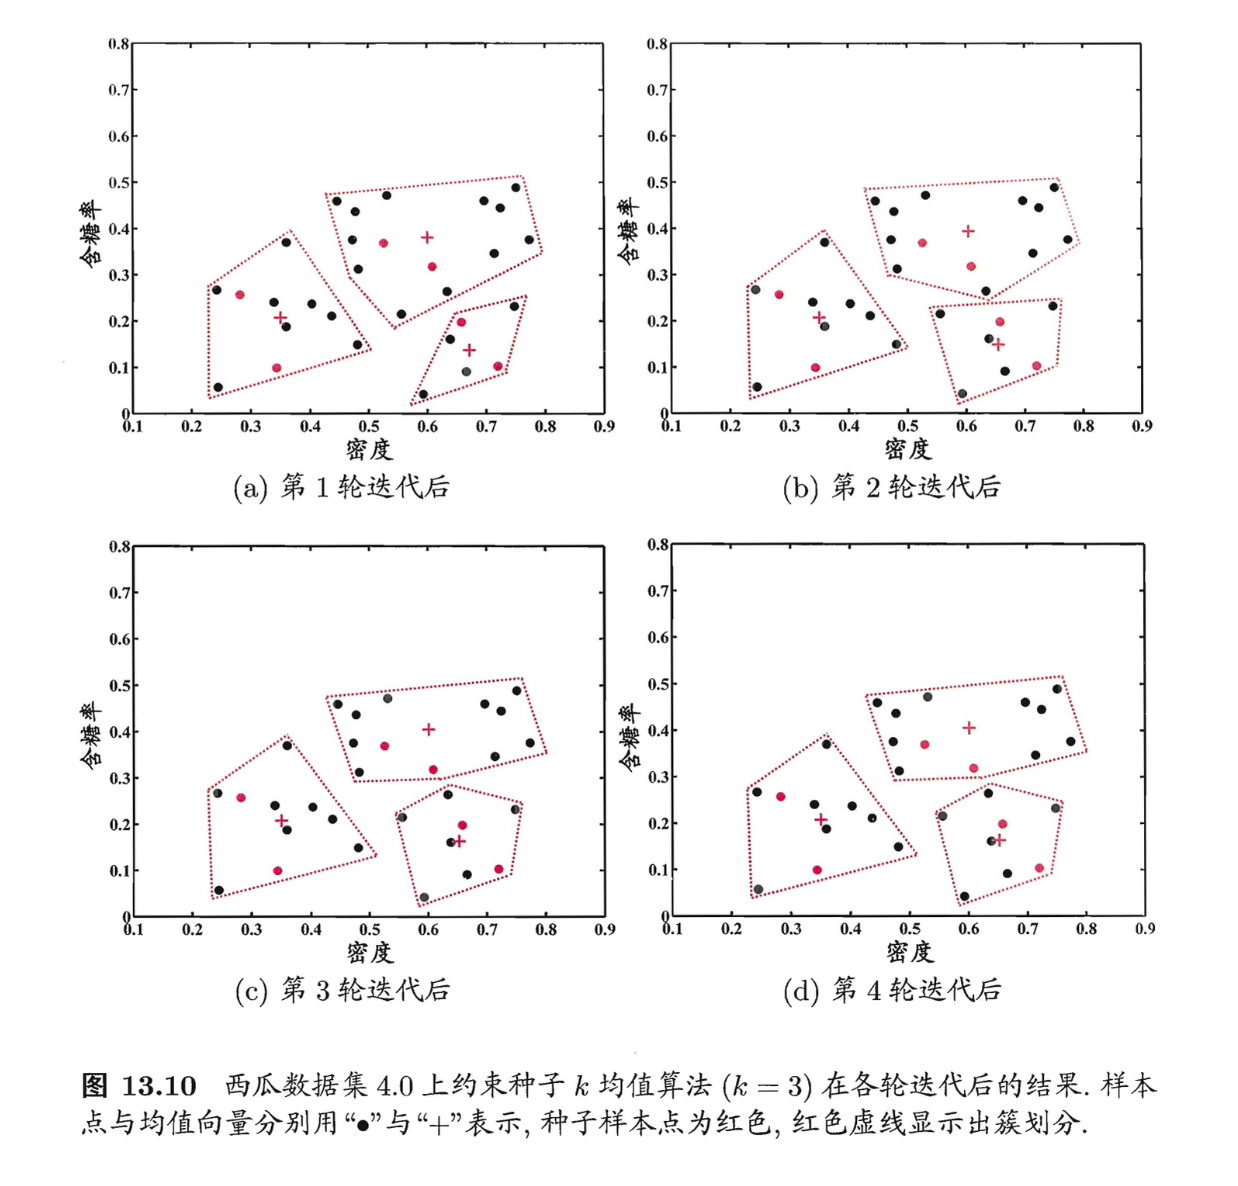 0.8 0.7 0.6 0.5 0.4 0.3 0.2 0.1 0
含糖率
0.1 0.2 0.3 0.4 0.5 0.6 0.7 0.8 0.9
密度
(a) 第 1 轮迭代后
0.8 0.7 0.6 0.5 0.4 0.3 0.2 0.1 0
含糖率
0.1 0.2 0.3 0.4 0.5 0.6 0.7 0.8 0.9
密度
(b) 第 2 轮迭代后
0.8 0.7 0.6 0.5 0.4 0.3 0.2 0.1 0
含糖率
0.1 0.2 0.3 0.4 0.5 0.6 0.7 0.8 0.9
密度
(c) 第 3 轮迭代后
0.8 0.7 0.6 0.5 0.4 0.3 0.2 0.1 0
含糖率
0.1 0.2 0.3 0.4 0.5 0.6 0.7 0.8 0.9
密度
(d) 第 4 轮迭代后
图 13.10 西瓜数据集 4.0 上约束种子 k 均值算法 (k = 3) 在各轮迭代后的结果. 样本
点与均值向量分别用“●”与“+”表示, 种子样本点为红色, 红色虚线显示出簇划分.